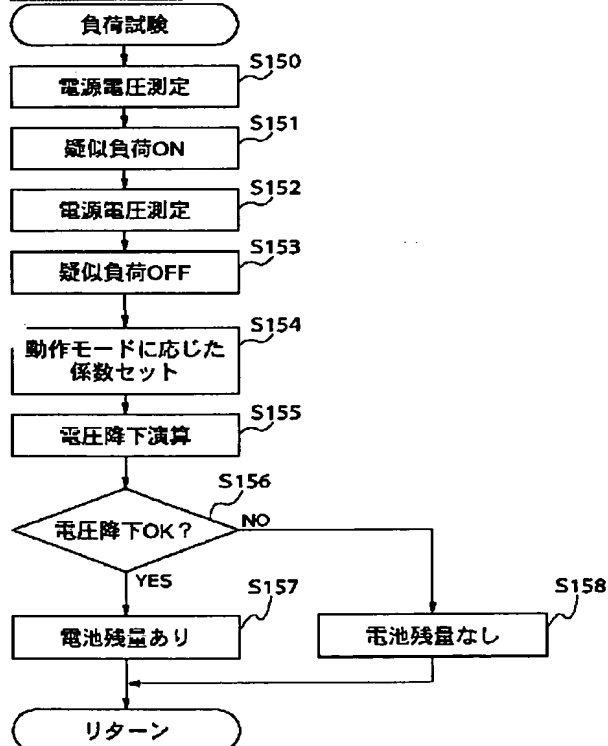 負荷試験
S150
電源電圧測定
S151
疑似負荷ON
S152
電源電圧測定
S153
疑似負荷OFF
S154
動作モードに応じた
係数セット
S155
電圧降下演算
S156
電圧降下OK?
NO
YES
S157
電池残量あり
S158
電池残量なし
リターン